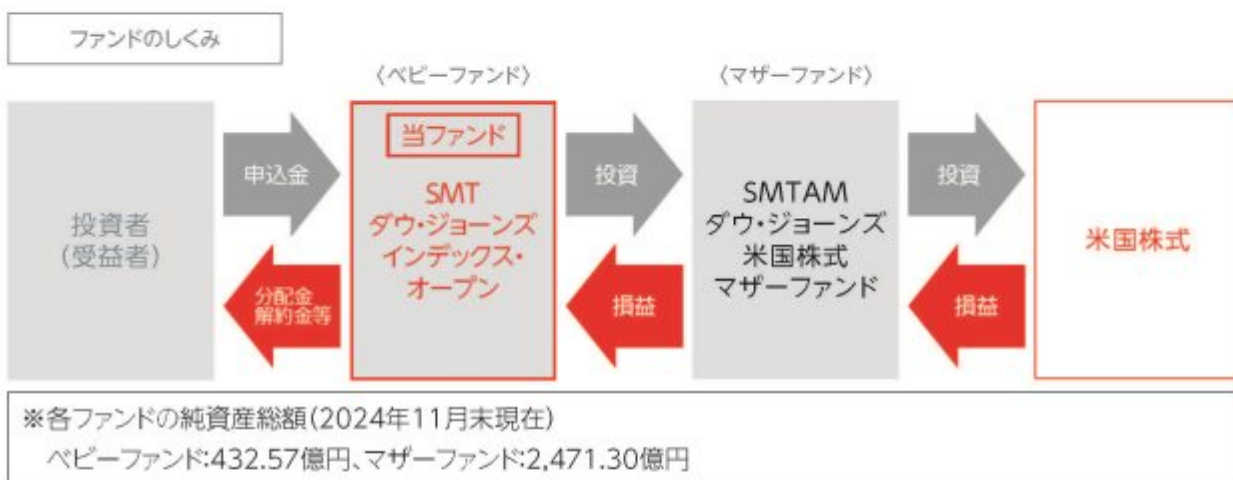 ファンドのしくみ
〈ベビーファンド〉
〈マザーファンド〉
投資者
(受益者)
申込金
分配金
解約金等
当ファンド
SMT
ダウ・ジョーンズ
インデックス・
オープン
投資
損益
SMTAM
ダウ・ジョーンズ
米国株式
マザーファンド
投資
損益
米国株式
※各ファンドの純資産総額(2024年11月末現在)
ベビーファンド:432.57億円、マザーファンド:2,471.30億円